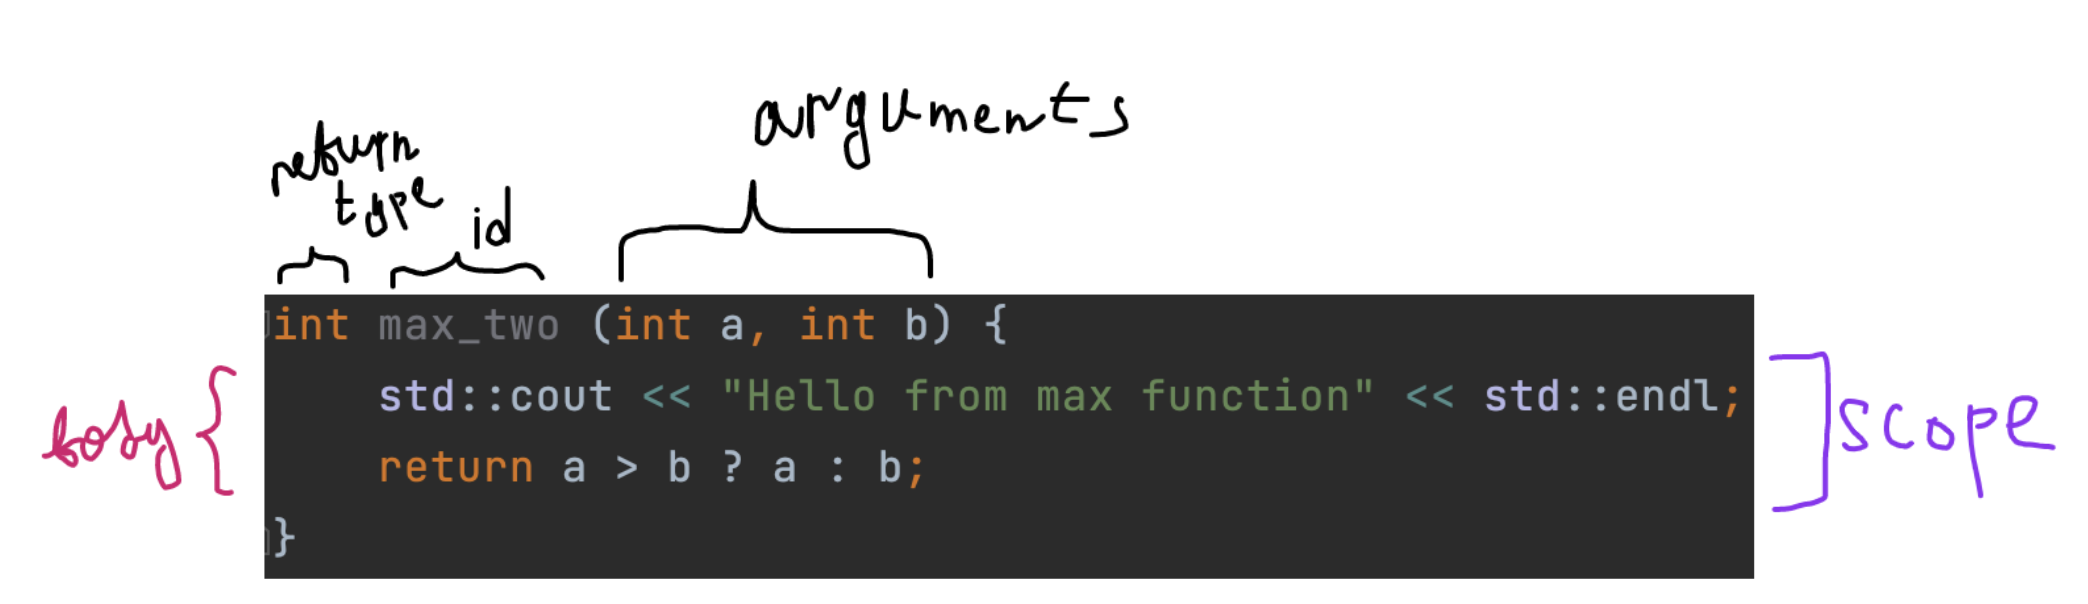 arguments
return
type
id
int max_two (int a, int b) {
std::cout << "Hello from max function" << std::endl;
return a > b ? a : b;
}
body
scope